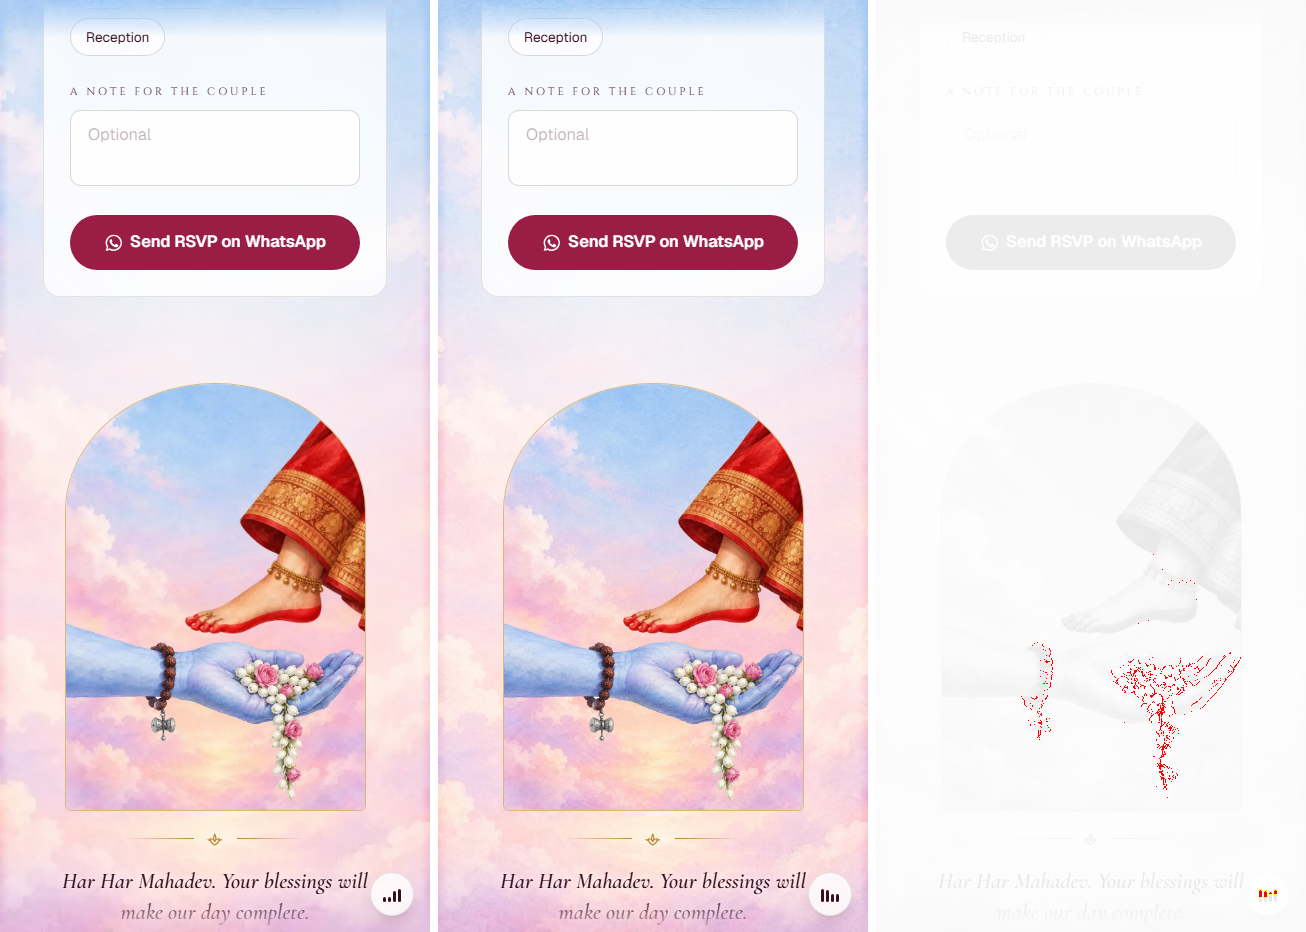 Reception
A NOTE FOR THE COUPLE
Optional
Send RSVP on WhatsApp
Har Har Mahadev. Your blessings will
make our day complete.
Reception
A NOTE FOR THE COUPLE
Optional
Send RSVP on WhatsApp
Har Har Mahadev. Your blessings will
make our day complete.
Reception
A NOTE FOR THE COUPLE
Optional
Send RSVP on WhatsApp
Har Har Mahadev. Your blessings will
make our day complete.